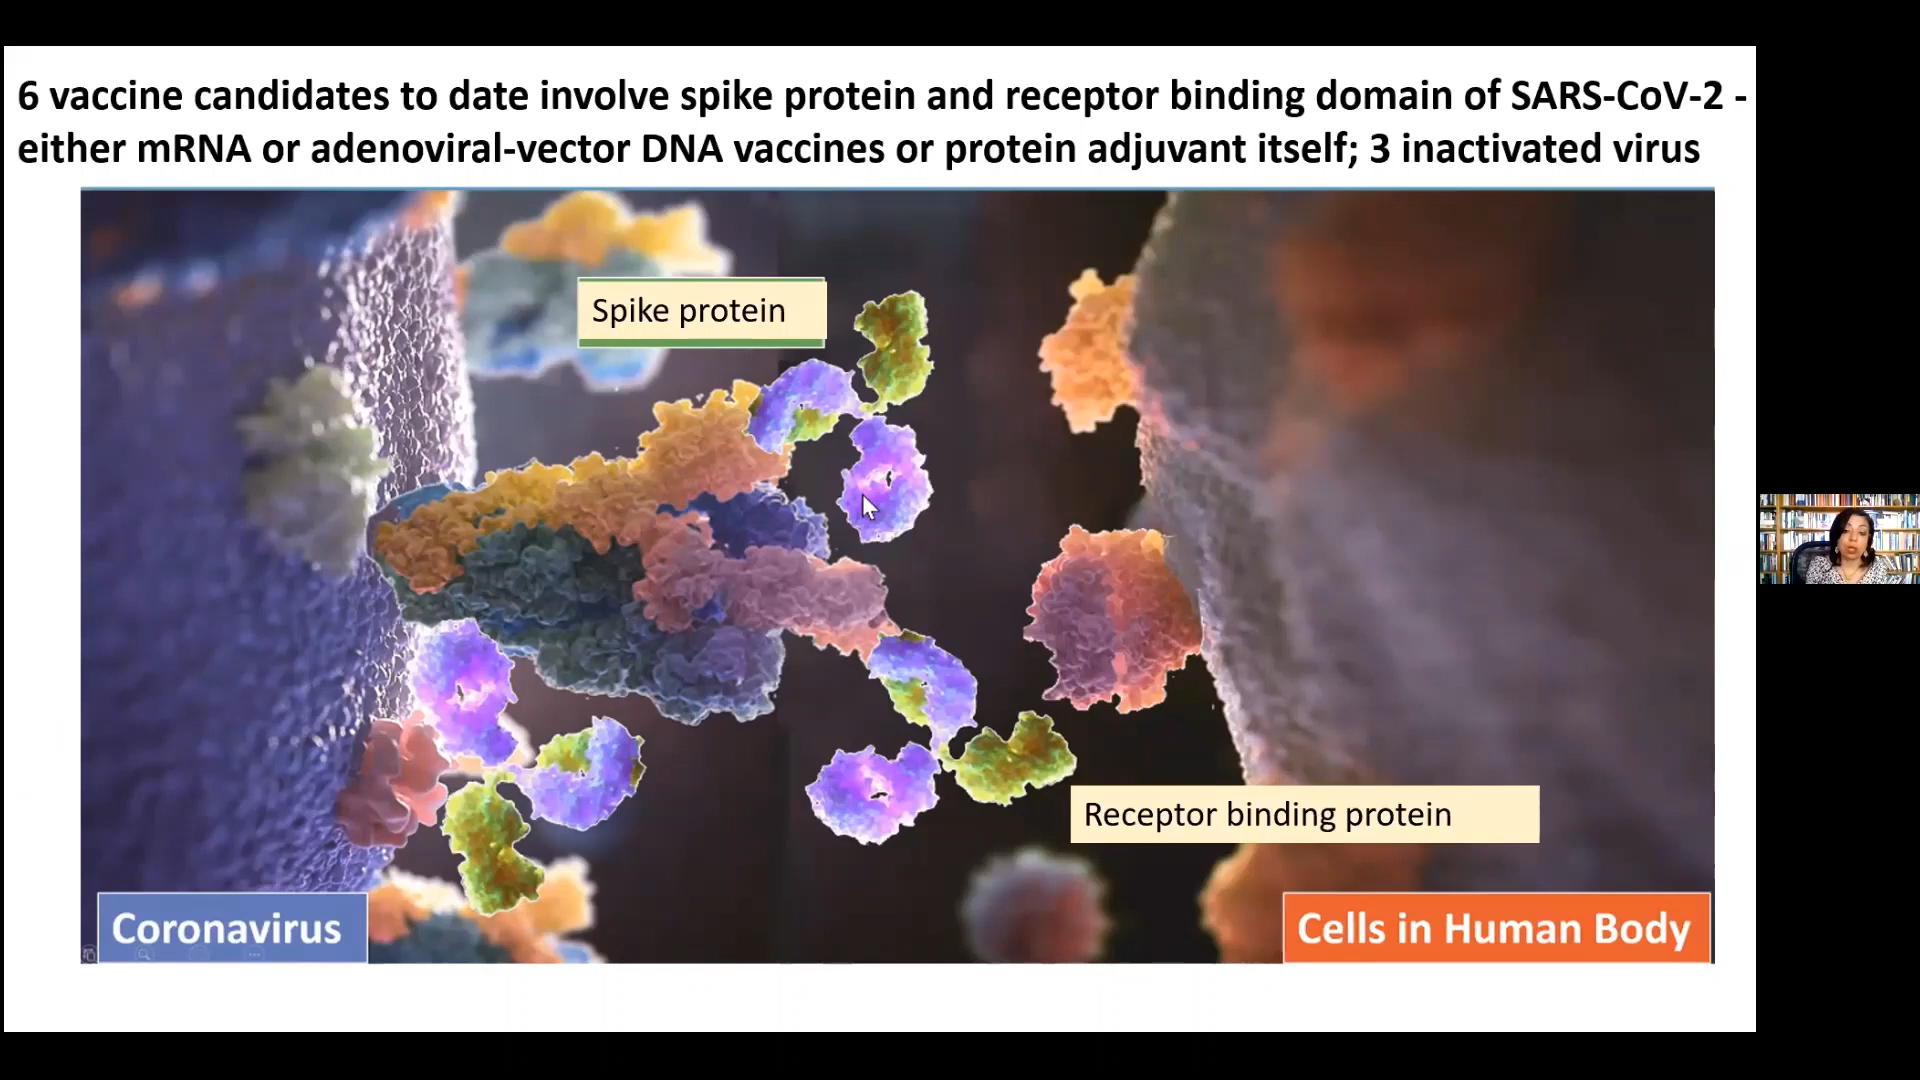 6 vaccine candidates to date involve spike protein and receptor binding domain of SARS-CoV-2 -
either mRNA or adenoviral-vector DNA vaccines or protein adjuvant itself; 3 inactivated virus
Spike protein
Receptor binding protein
Coronavirus
Cells in Human Body